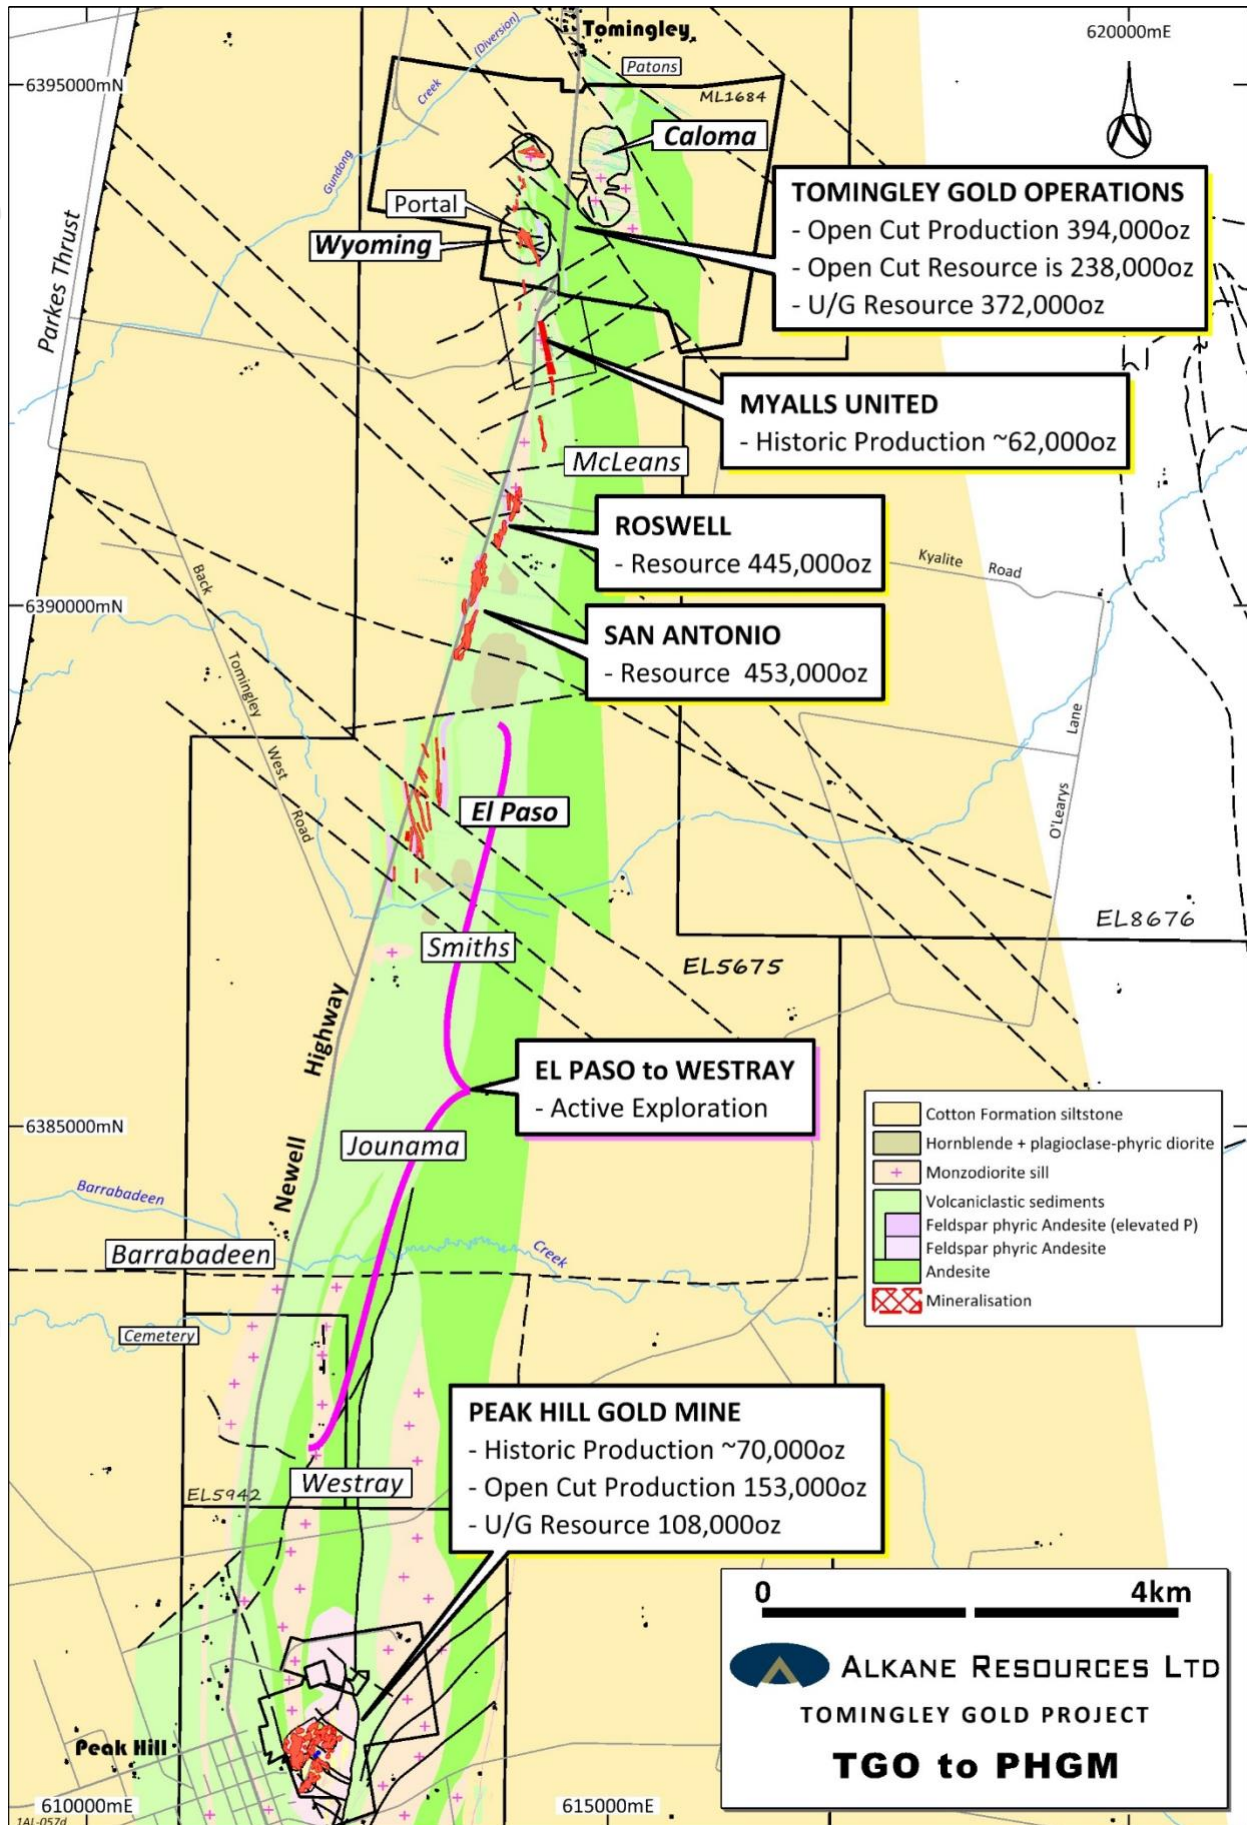 Tomingley
620000mE
(Diversion)
Patons
6395000mN
ML1684
Creek
Caloma
Gundong
TOMINGLEY GOLD OPERATIONS
- Open Cut Production 394,000oz
- Open Cut Resource is 238,000oz
- U/G Resource 372,000oz
Portal
Wyoming
Parkes Thrust
MYALLS UNITED
- Historic Production ~62,000oz
McLeans
ROSWELL
- Resource 445,000oz
Kyalite Road
Back
6390000mN
SAN ANTONIO
- Resource 453,000oz
Tomingley
Lane
West
El Paso
Road
O'Learys
EL8676
Smiths
EL5675
Highway
EL PASO to WESTRAY
- Active Exploration
Cotton Formation siltstone
6385000mN
Hornblende + plagioclase-phyric diorite
Jounama
Monzodiorite sill
Newell
Barrabadeen
Volcaniclastic sediments
Feldspar phyric Andesite (elevated P)
Barrabadeen
Creek
Feldspar phyric Andesite
Andesite
Mineralisation
Cemetery
PEAK HILL GOLD MINE
- Historic Production ~70,000oz
- Open Cut Production 153,000oz
- U/G Resource 108,000oz
Westray
EL5942
0 4km
ALKANE RESOURCES LTD
TOMINGLEY GOLD PROJECT
TGO to PHGM
Peak Hill
610000mE
615000mE
1AL-057d